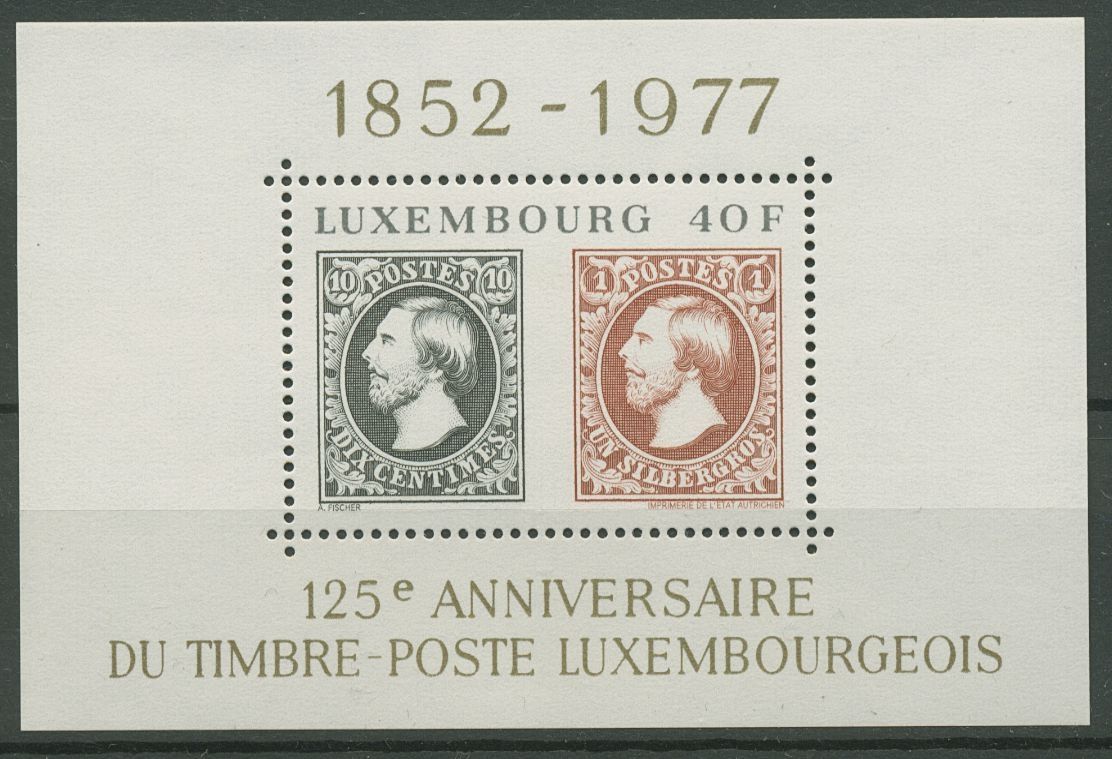 1852 - 1977
LUXEMBOURG 40 F
10 POSTES 10
DIX CENTIMES
1 POSTES 1
UN SILBERGROS
A. FISCHER
IMPRIMERIE DE L'ETAT AUTRICHIEN
125e ANNIVERSAIRE
DU TIMBRE-POSTE LUXEMBOURGEOIS